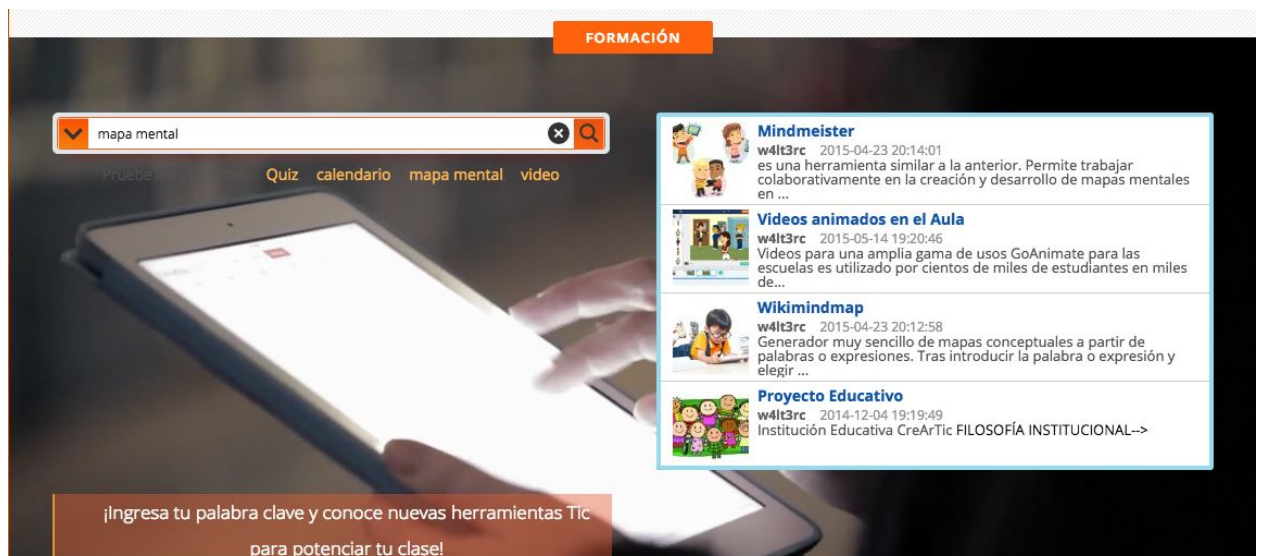 FORMACIÓN
mapa mental
Pruebe los Quiz calendario mapa mental video
¡Ingresa tu palabra clave y conoce nuevas herramientas Tic
para potenciar tu clase!
Mindmeister
w4lt3rc 2015-04-23 20:14:01
es una herramienta similar a la anterior. Permite trabajar
colaborativamente en la creación y desarrollo de mapas mentales
en ...
Videos animados en el Aula
w4lt3rc 2015-05-14 19:20:46
Videos para una amplia gama de usos GoAnimate para las
escuelas es utilizado por cientos de miles de estudiantes en miles
de...
Wikimindmap
w4lt3rc 2015-04-23 20:12:58
Generador muy sencillo de mapas conceptuales a partir de
palabras o expresiones. Tras introducir la palabra o expresión y
elegir ...
Proyecto Educativo
w4lt3rc 2014-12-04 19:19:49
Institución Educativa CreArTic FILOSOFÍA INSTITUCIONAL-->